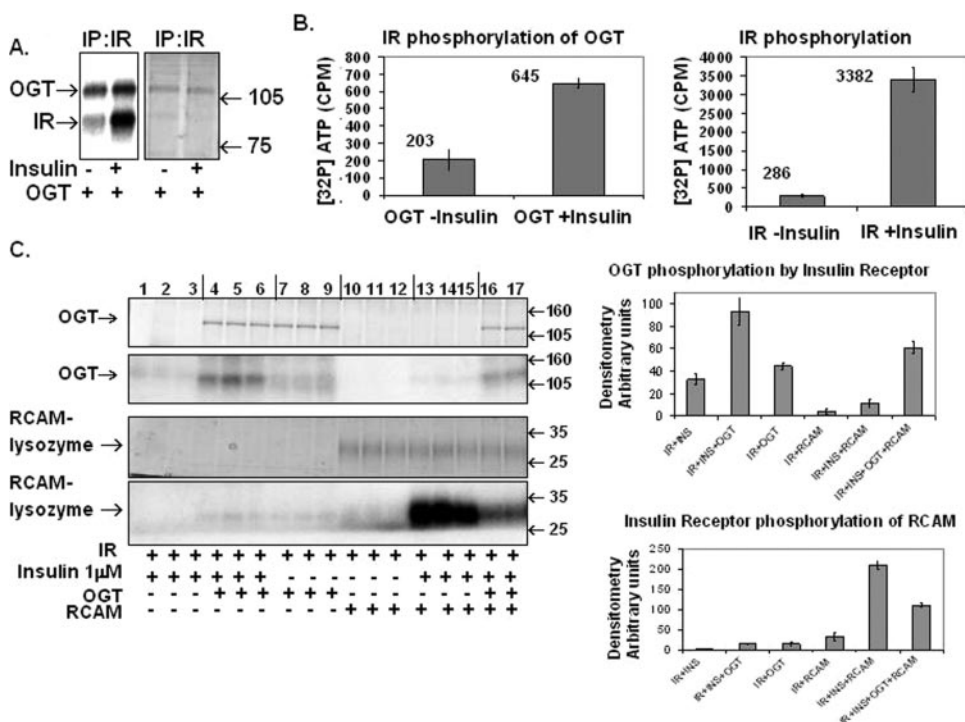 A.
IP:IR IP:IR
OGT→
IR→
← 105
← 75
Insulin - + - +
OGT + + + +
B.
IR phosphorylation of OGT
[32P] ATP (CPM)
800
700
600
500
400
300
200
100
0
203
645
OGT -Insulin OGT +Insulin
IR phosphorylation
[32P] ATP (CPM)
4000
3500
3000
2500
2000
1500
1000
500
0
286
3382
IR -Insulin IR +Insulin
C.
1 2 3 4 5 6 7 8 9 10 11 12 13 14 15 16 17
OGT→
←160
←105
OGT→
←160
←105
RCAM-
lysozyme →
←35
←25
RCAM-
lysozyme →
←35
←25
IR + + + + + + + + + + + + + + + + +
Insulin 1µM + + + + + + - - - - - - + + + + +
OGT - - - + + + + + + - - - - - - + +
RCAM - - - - - - - - - + + + + + + + +
OGT phosphorylation by Insulin Receptor
Densitometry
Arbitrary units
100
80
60
40
20
0
IR+INS
IR+INS+OGT
IR+OGT
IR+RCAM
IR+INS+RCAM
IR+INS+OGT+RCAM
Insulin Receptor phosphorylation of RCAM
Densitometry
Arbitrary units
250
200
150
100
50
0
IR+INS
IR+INS+OGT
IR+OGT
IR+RCAM
IR+INS+RCAM
IR+INS+OGT+RCAM